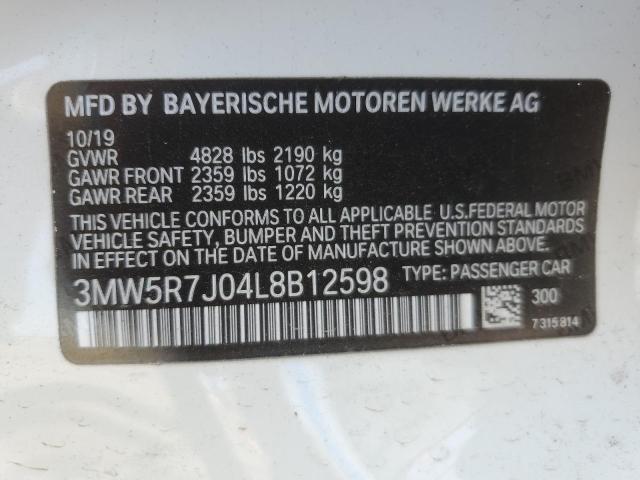 MFD BY BAYERISCHE MOTOREN WERKE AG
10/19
GVWR 4828 lbs 2190 kg
GAWR FRONT 2359 lbs 1072 kg
GAWR REAR 2359 lbs 1220 kg
THIS VEHICLE CONFORMS TO ALL APPLICABLE U.S.FEDERAL MOTOR
VEHICLE SAFETY, BUMPER, AND THEFT PREVENTION STANDARDS
IN EFFECT ON THE DATE OF MANUFACTURE SHOWN ABOVE.
3MW5R7J04L8B12598 TYPE: PASSENGER CAR
300
7315814